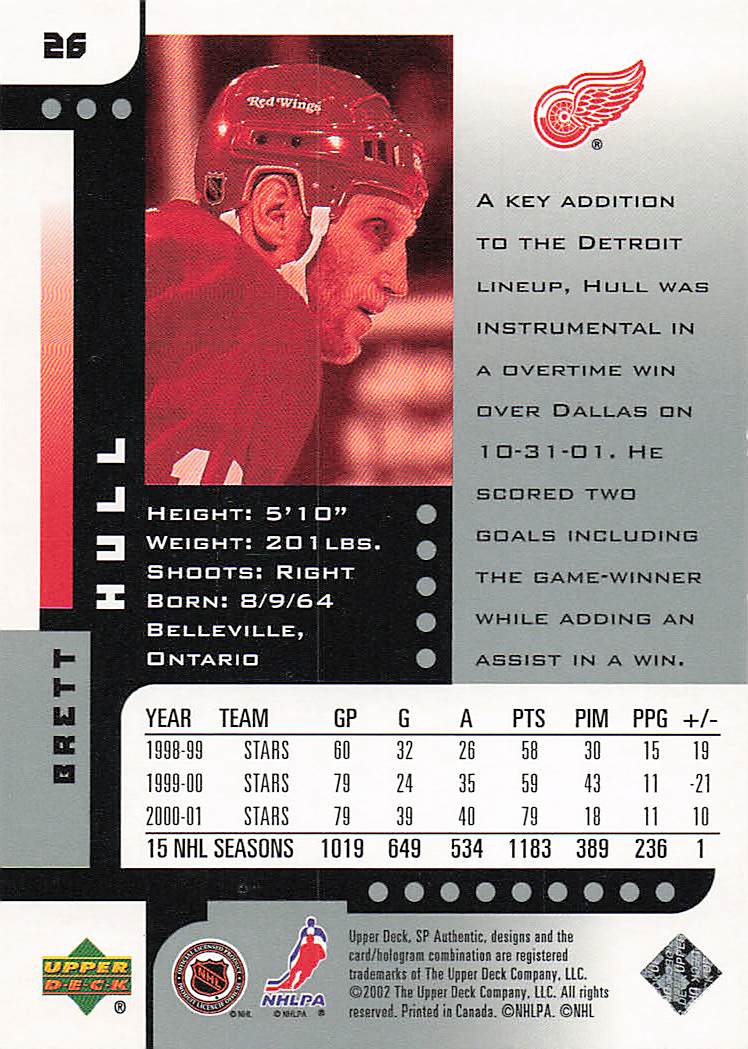 26
Red Wings
®
A KEY ADDITION
TO THE DETROIT
LINEUP, HULL WAS
INSTRUMENTAL IN
A OVERTIME WIN
OVER DALLAS ON
10-31-01. HE
SCORED TWO
GOALS INCLUDING
THE GAME-WINNER
WHILE ADDING AN
ASSIST IN A WIN.
BRETT HULL
HEIGHT: 5'10”
WEIGHT: 201LBS.
SHOOTS: RIGHT
BORN: 8/9/64
BELLEVILLE,
ONTARIO
YEAR TEAM GP G A PTS PIM PPG +/-
1998-99 STARS 60 32 26 58 30 15 19
1999-00 STARS 79 24 35 59 43 11 -21
2000-01 STARS 79 39 40 79 18 11 10
15 NHL SEASONS 1019 649 534 1183 389 236 1
UPPER
DECK
®
NHL
©NHL
NHLPA
©NHLPA ®
Upper Deck, SP Authentic, designs and the
card/hologram combination are registered
trademarks of The Upper Deck Company, LLC.
©2002 The Upper Deck Company, LLC. All rights
reserved. Printed in Canada. ©NHLPA. ©NHL